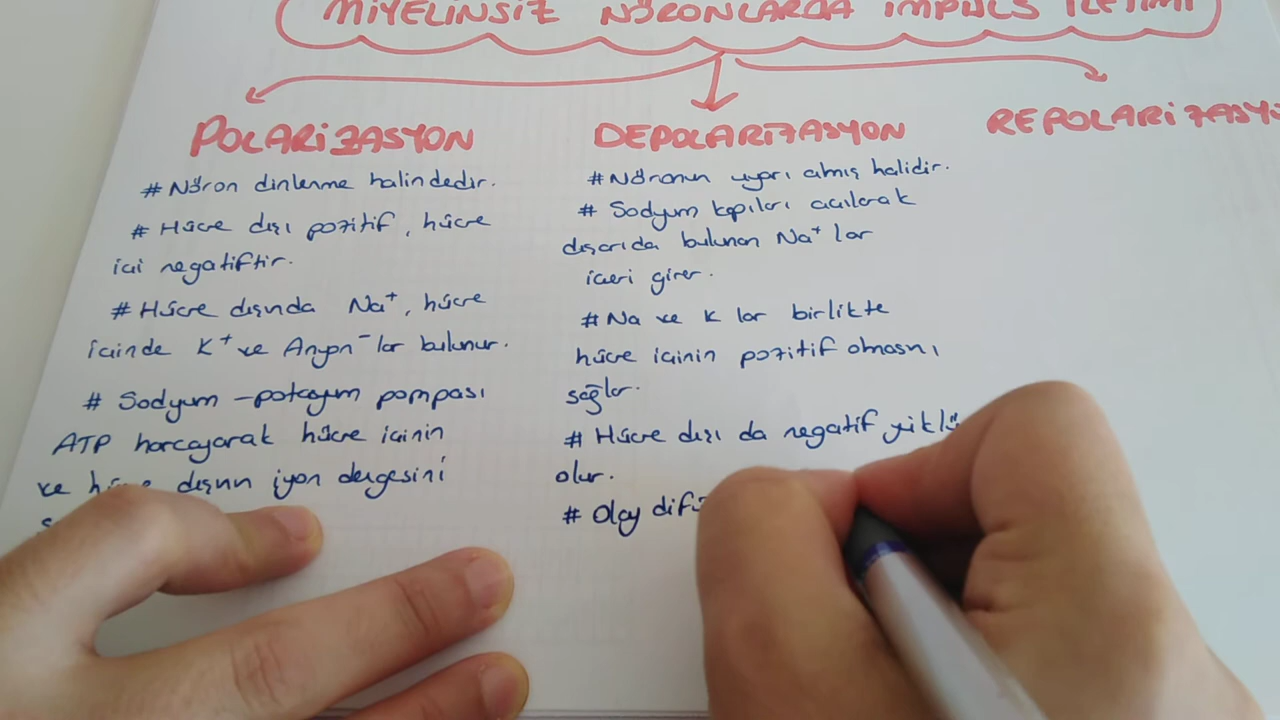 MİYELİNSİZ NÖRONLARDA İMPULS İLETİMİ
POLARİZASYON
# Nöron dinlenme halindedir.
# Hücre dışı pozitif, hücre
içi negatiftir.
# Hücre dışında Na⁺, hücre
içinde K⁺ ve Anyon⁻lar bulunur.
# Sodyum-potasyum pompası
ATP harcayarak hücre içinin
ve dışının iyon dengesini
DEPOLARİZASYON
# Nöronun uyarı almış halidir.
# Sodyum kapıları açılarak
dışarıda bulunan Na⁺ lar
içeri girer.
# Na ve K lar birlikte
hücre içinin pozitif olmasını
sağlar.
# Hücre dışı da negatif yüklü
olur.
# Olay difü
REPOLARİZASYO